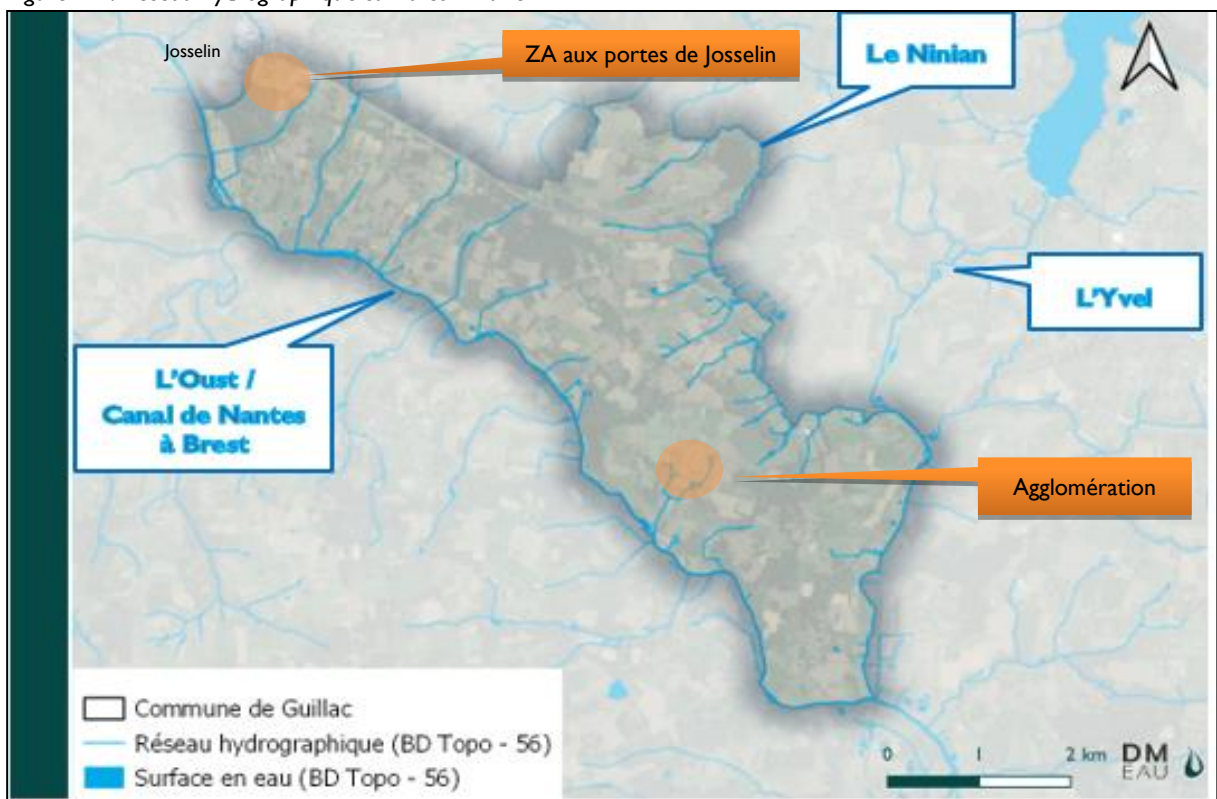 Josselin
ZA aux portes de Josselin
Le Ninian
L'Yvel
L'Oust /
Canal de Nantes
à Brest
Agglomération
Commune de Guillac
Réseau hydrographique (BD Topo - 56)
Surface en eau (BD Topo - 56)
0 1 2 km
DM
EAU